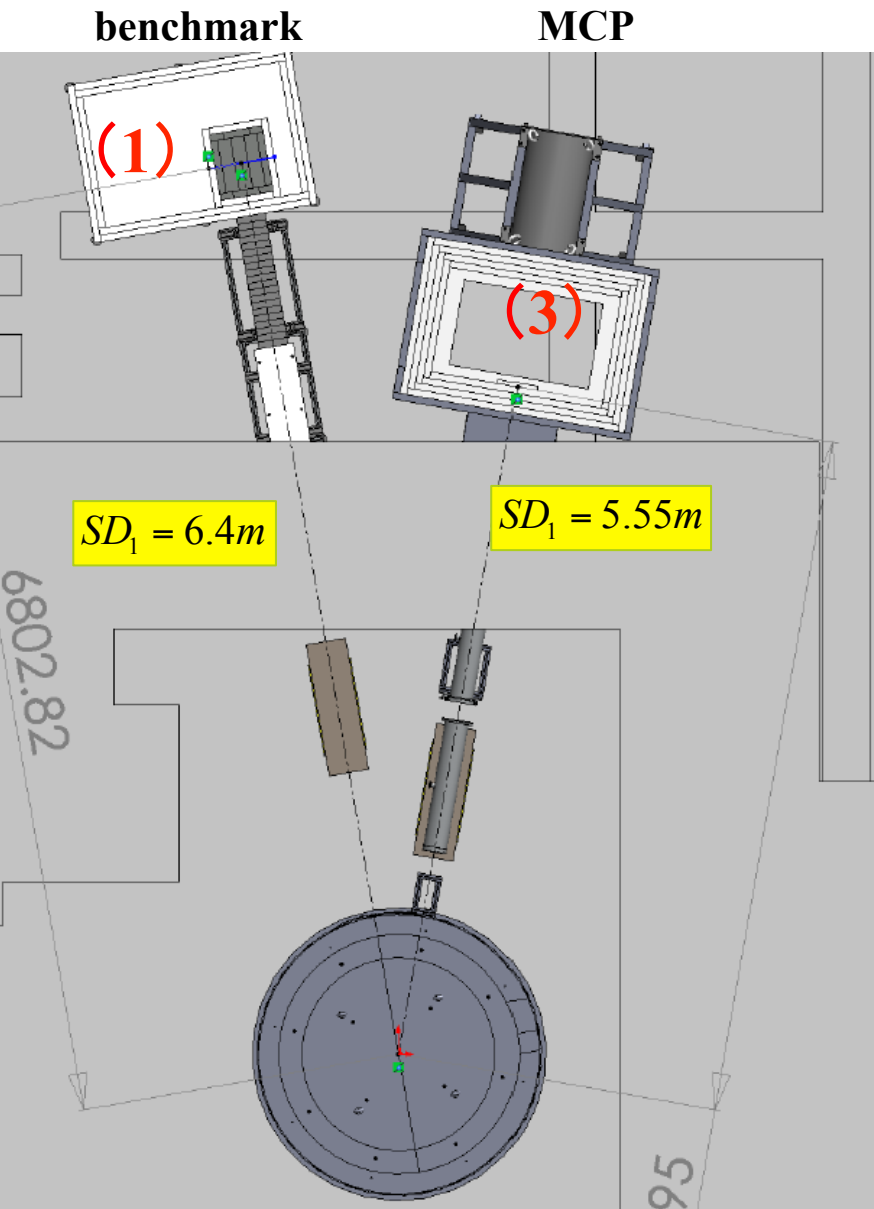 benchmark MCP
(1)
(3)
SD₁ = 6.4m SD₁ = 5.55m
6802.82
95